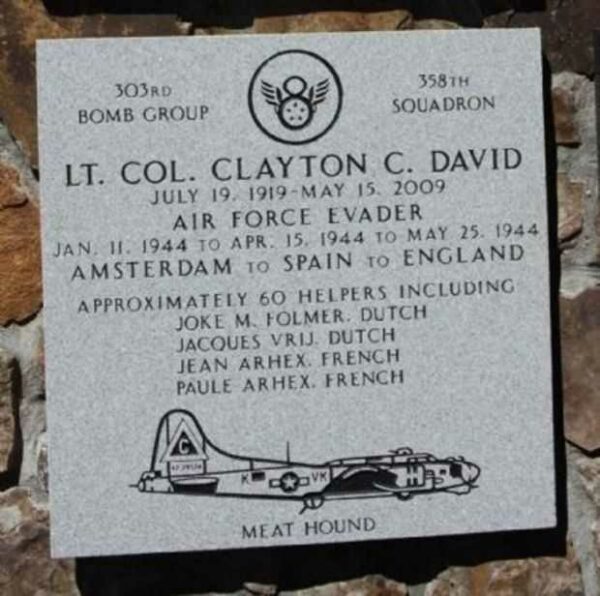 303RD
BOMB GROUP
358TH
SQUADRON
LT. COL. CLAYTON C. DAVID
JULY 19, 1919-MAY 15, 2009
AIR FORCE EVADER
JAN. 11, 1944 TO APR. 15, 1944 TO MAY 25, 1944
AMSTERDAM TO SPAIN TO ENGLAND
APPROXIMATELY 60 HELPERS INCLUDING
JOKE M. FOLMER, DUTCH
JACQUES VRIJ, DUTCH
JEAN ARHEX, FRENCH
PAULE ARHEX, FRENCH
C
K VK
MEAT HOUND